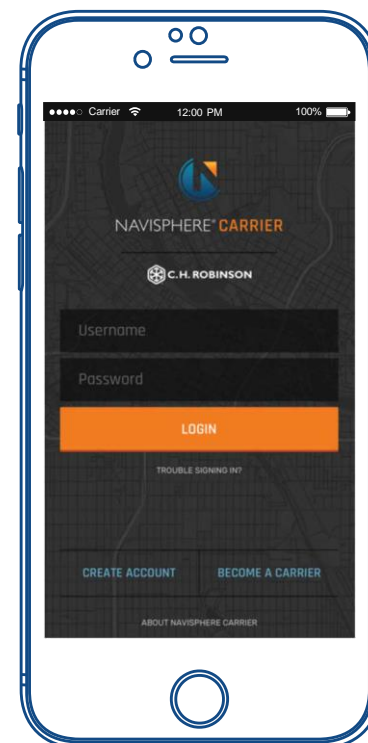 Carrier 12:00 PM 100%
NAVISPHERE® CARRIER
C.H. ROBINSON
Username
Password
LOGIN
TROUBLE SIGNING IN?
CREATE ACCOUNT BECOME A CARRIER
ABOUT NAVISPHERE CARRIER